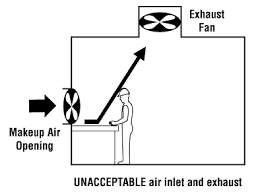 Exhaust
Fan
Makeup Air
Opening
UNACCEPTABLE air inlet and exhaust